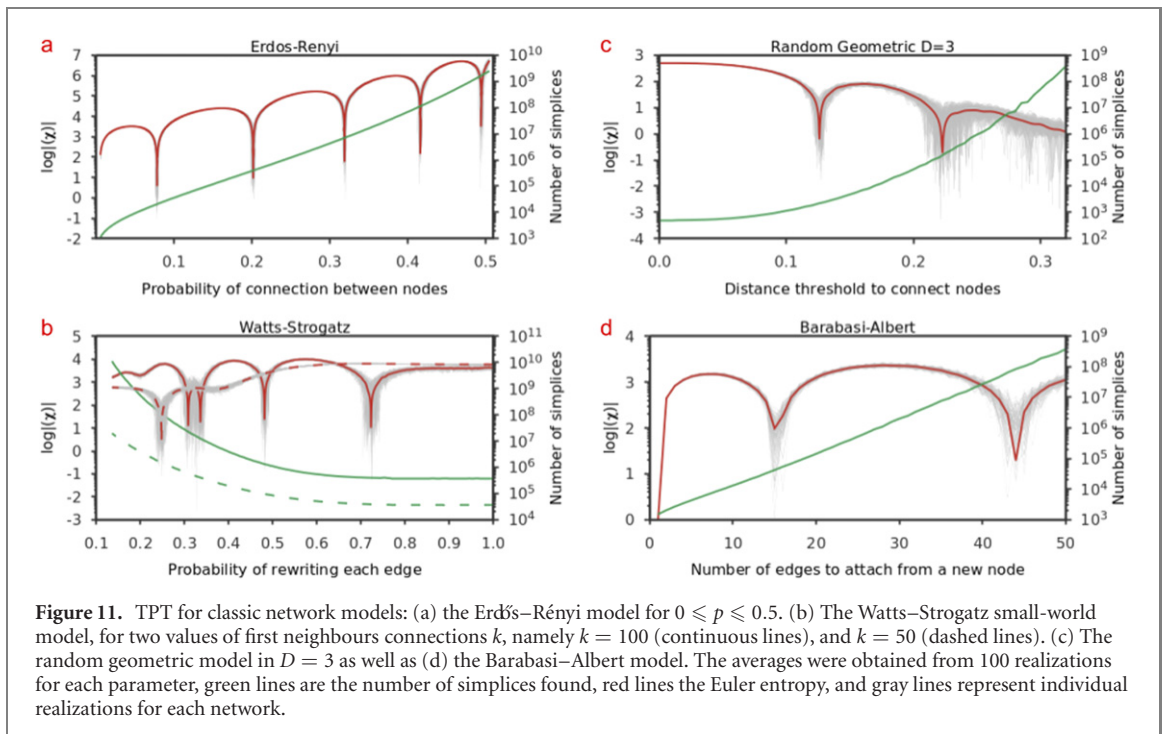 a
Erdos-Renyi
log|(χ)|
7
6
5
4
3
2
1
0
-1
-2
10^10
10^9
10^8
10^7
10^6
10^5
10^4
10^3
Number of simplices
0.1 0.2 0.3 0.4 0.5
Probability of connection between nodes
c
Random Geometric D=3
log|(χ)|
3
2
1
0
-1
-2
-3
-4
10^9
10^8
10^7
10^6
10^5
10^4
10^3
10^2
Number of simplices
0.0 0.1 0.2 0.3
Distance threshold to connect nodes
b
Watts-Strogatz
log|(χ)|
5
4
3
2
1
0
-1
-2
-3
10^11
10^10
10^9
10^8
10^7
10^6
10^5
10^4
Number of simplices
0.1 0.2 0.3 0.4 0.5 0.6 0.7 0.8 0.9 1.0
Probability of rewriting each edge
d
Barabasi-Albert
log|(χ)|
4
3
2
1
0
10^9
10^8
10^7
10^6
10^5
10^4
10^3
Number of simplices
0 10 20 30 40 50
Number of edges to attach from a new node
Figure 11. TPT for classic network models: (a) the Erdős–Rényi model for 0 ⩽ p ⩽ 0.5. (b) The Watts–Strogatz small-world
model, for two values of first neighbours connections k, namely k = 100 (continuous lines), and k = 50 (dashed lines). (c) The
random geometric model in D = 3 as well as (d) the Barabasi–Albert model. The averages were obtained from 100 realizations
for each parameter, green lines are the number of simplices found, red lines the Euler entropy, and gray lines represent individual
realizations for each network.